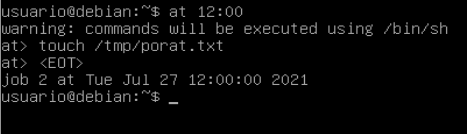 usuario@debian:~$ at 12:00
warning: commands will be executed using /bin/sh
at> touch /tmp/porat.txt
at> <EOT>
job 2 at Tue Jul 27 12:00:00 2021
usuario@debian:~$ _